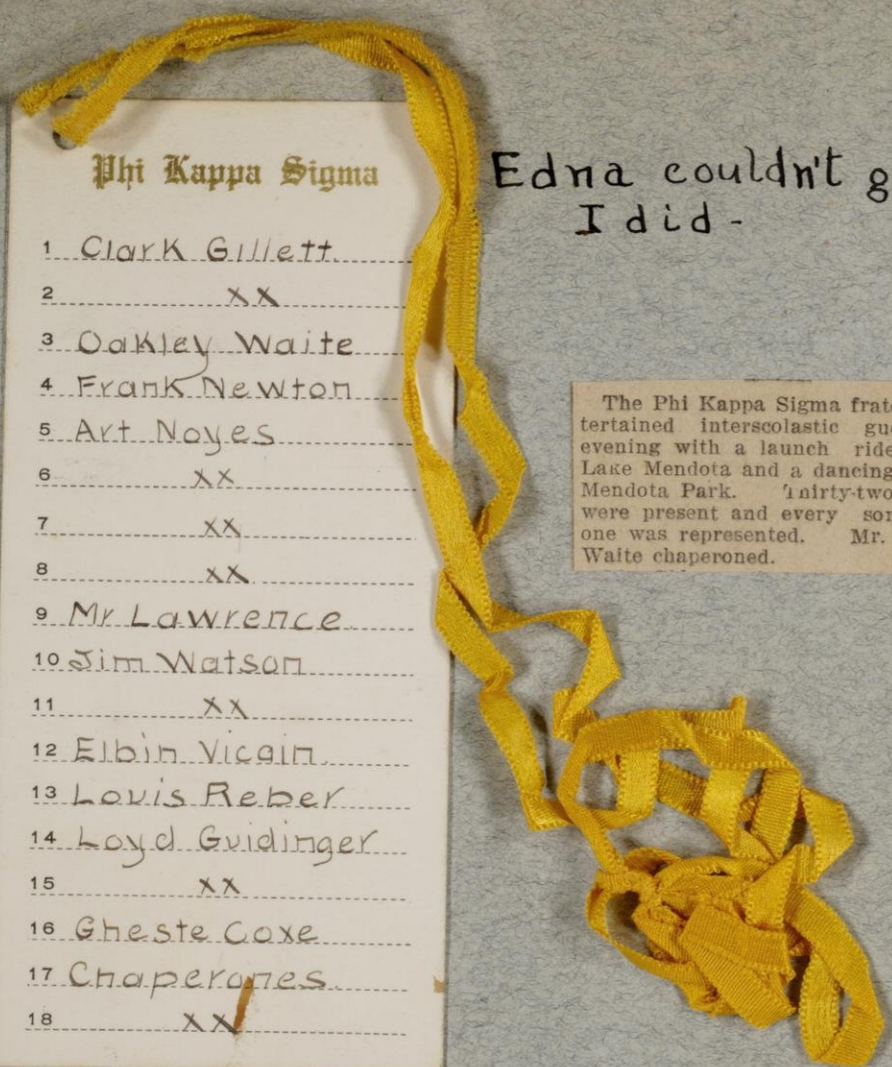 Phi Kappa Sigma
1 Clark Gillett
2 xx
3 Oakley Waite
4 Frank Newton
5 Art Noyes
6 xx
7 xx
8 xx
9 Mr Lawrence
10 Jim Watson
11 xx
12 Elbin Vicain
13 Louis Reber
14 Loyd Guidinger
15 xx
16 Gheste Coxe
17 Chaperones
18 xx
Edna couldn't g
I did -
The Phi Kappa Sigma frate
tertained interscolastic gue
evening with a launch ride
Lake Mendota and a dancing
Mendota Park. Thirty-two
were present and every sor
one was represented. Mr.
Waite chaperoned.